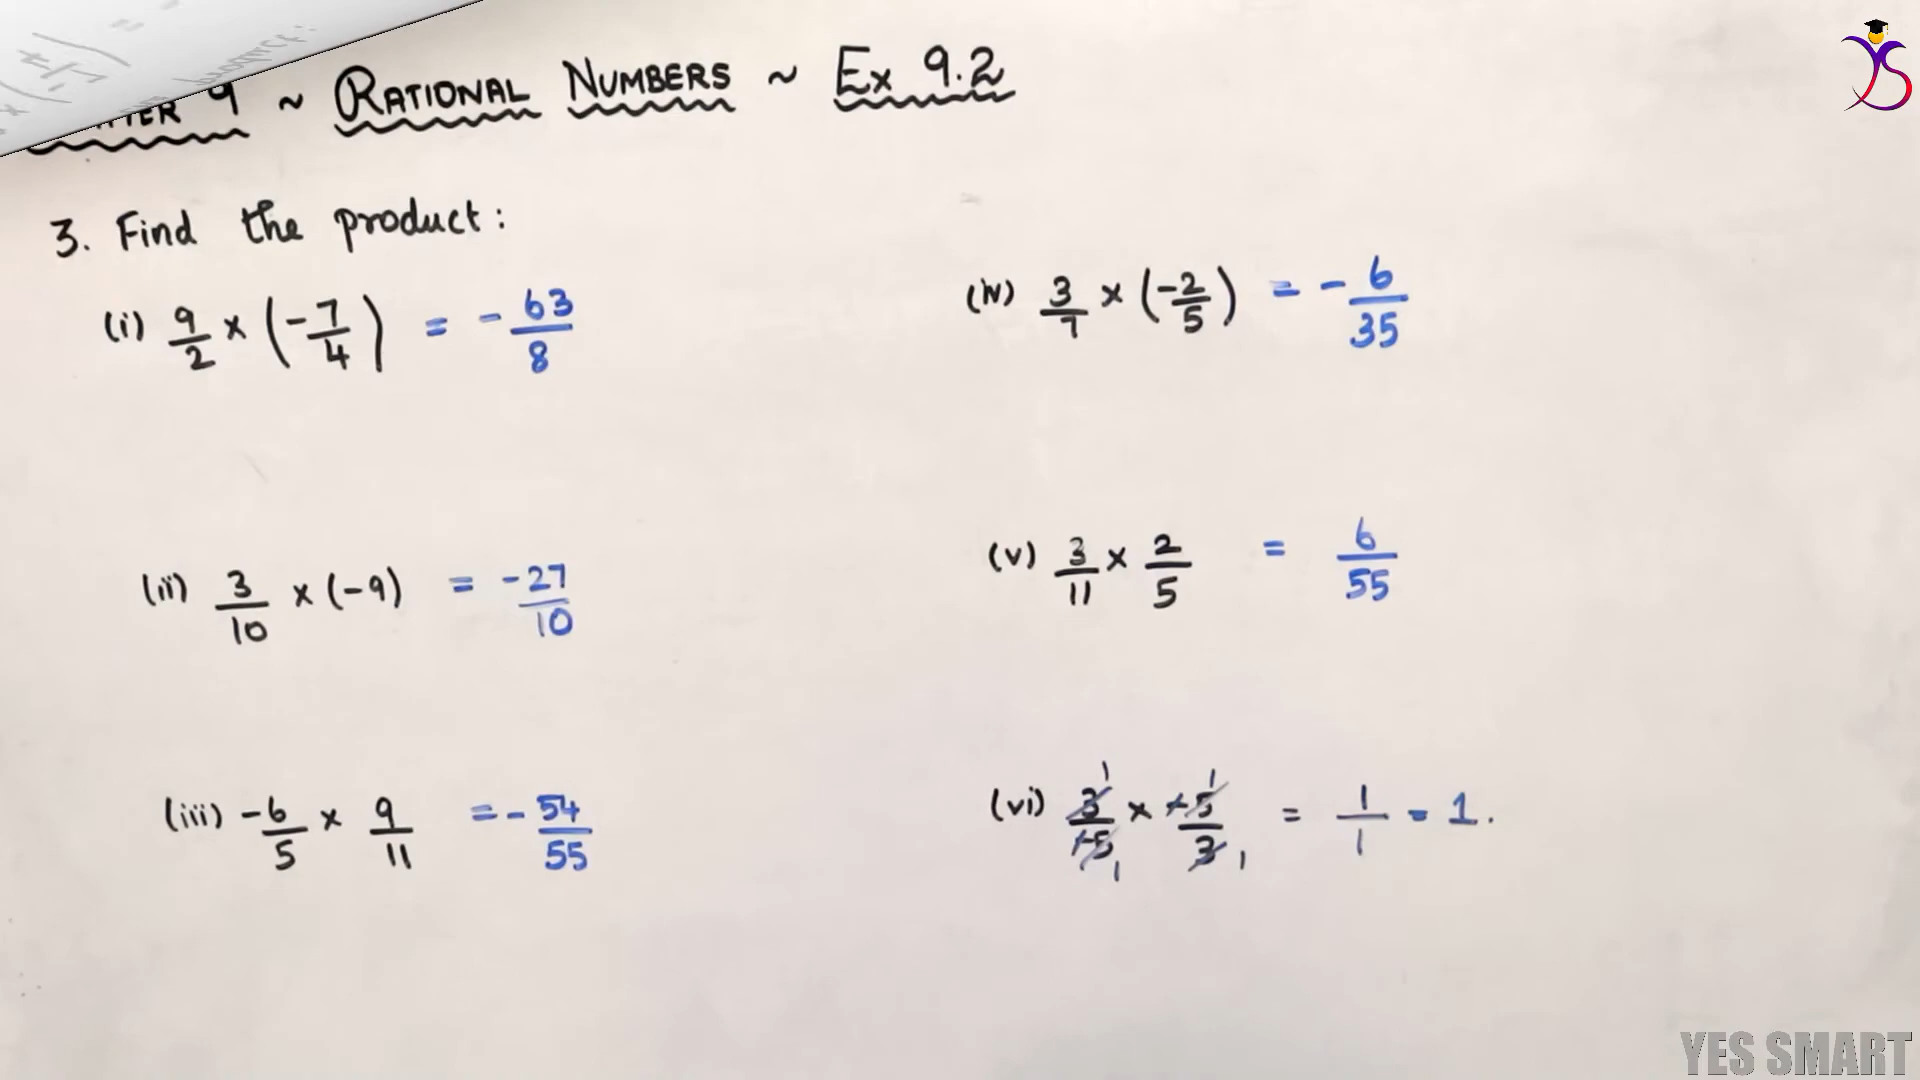 9 ~ RATIONAL NUMBERS ~ Ex 9.2
3. Find the product:
(i) 9/2 × (-7/4) = -63/8
(ii) 3/10 × (-9) = -27/10
(iii) -6/5 × 9/11 = -54/55
(iv) 3/7 × (-2/5) = -6/35
(v) 3/11 × 2/5 = 6/55
(vi) 3/-5 × -5/3 = 1/1 = 1.
YES SMART